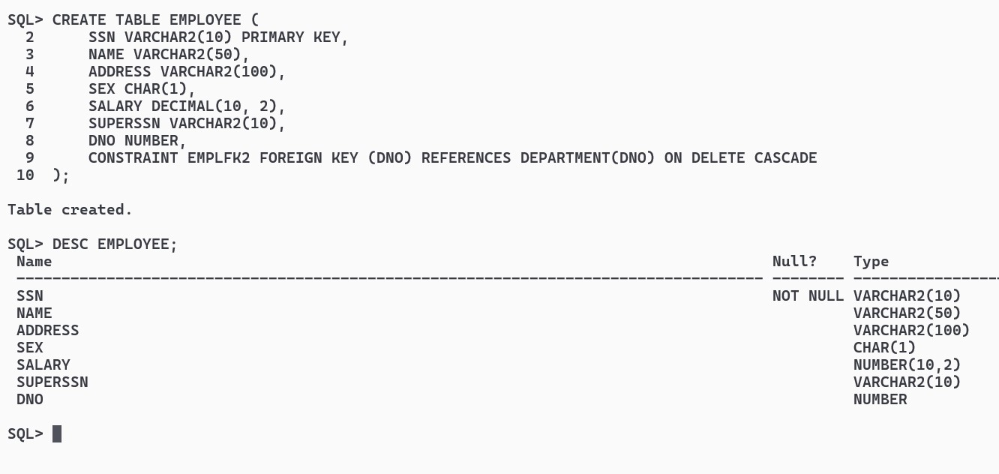 SQL> CREATE TABLE EMPLOYEE (
  2      SSN VARCHAR2(10) PRIMARY KEY,
  3      NAME VARCHAR2(50),
  4      ADDRESS VARCHAR2(100),
  5      SEX CHAR(1),
  6      SALARY DECIMAL(10, 2),
  7      SUPERSSN VARCHAR2(10),
  8      DNO NUMBER,
  9      CONSTRAINT EMPLFK2 FOREIGN KEY (DNO) REFERENCES DEPARTMENT(DNO) ON DELETE CASCADE
 10  );
Table created.
SQL> DESC EMPLOYEE;
 Name                                                                                Null?    Type
 ----------------------------------------------------------------------------------- -------- -----------------
 SSN                                                                                 NOT NULL VARCHAR2(10)
 NAME                                                                                         VARCHAR2(50)
 ADDRESS                                                                                      VARCHAR2(100)
 SEX                                                                                          CHAR(1)
 SALARY                                                                                       NUMBER(10,2)
 SUPERSSN                                                                                     VARCHAR2(10)
 DNO                                                                                          NUMBER
SQL>